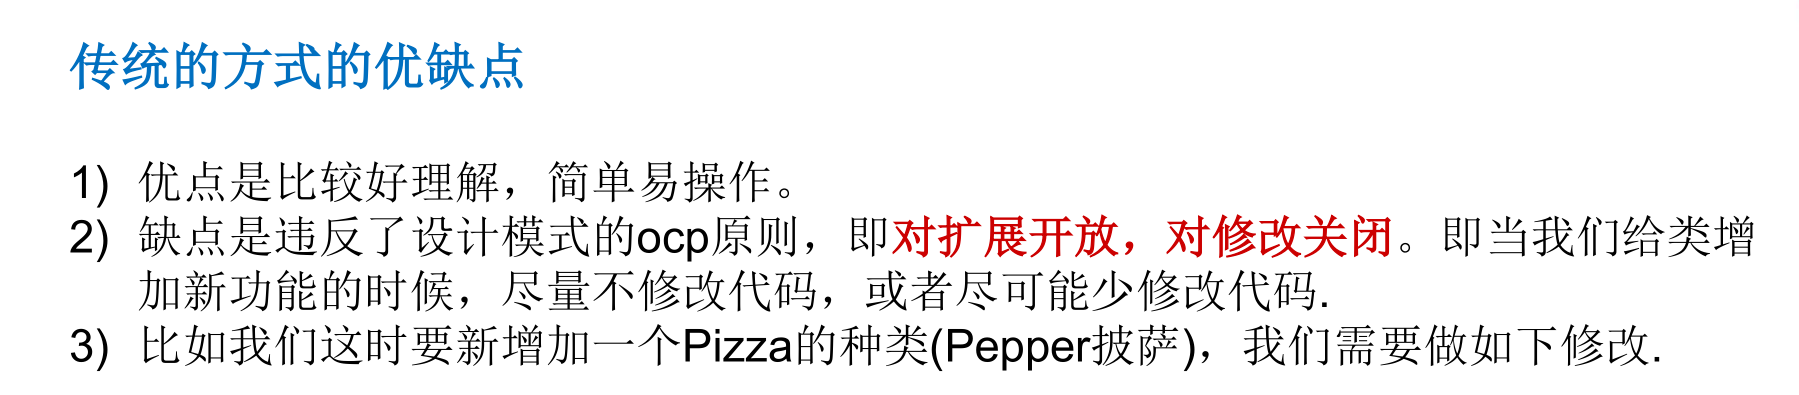 传统的方式的优缺点
1) 优点是比较好理解，简单易操作。
2) 缺点是违反了设计模式的ocp原则，即对扩展开放，对修改关闭。即当我们给类增
加新功能的时候，尽量不修改代码，或者尽可能少修改代码.
3) 比如我们这时要新增加一个Pizza的种类(Pepper披萨)，我们需要做如下修改.